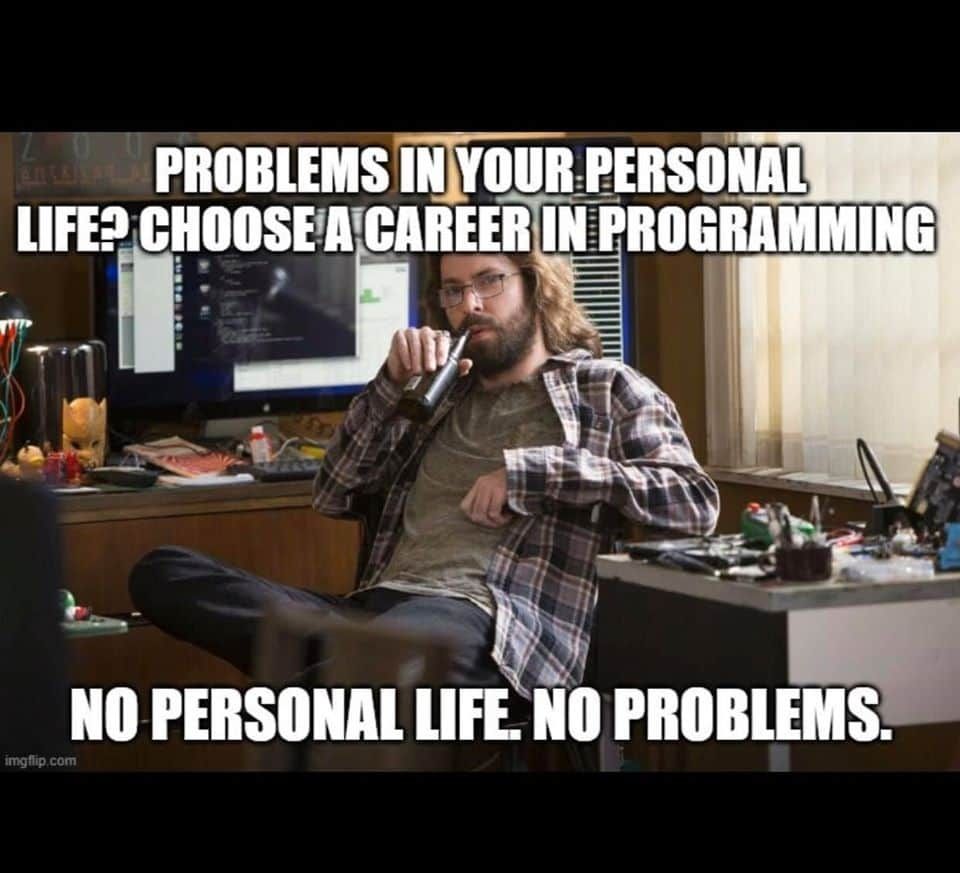 PROBLEMS IN YOUR PERSONAL
LIFE? CHOOSE A CAREER IN PROGRAMMING
NO PERSONAL LIFE. NO PROBLEMS.
imgflip.com